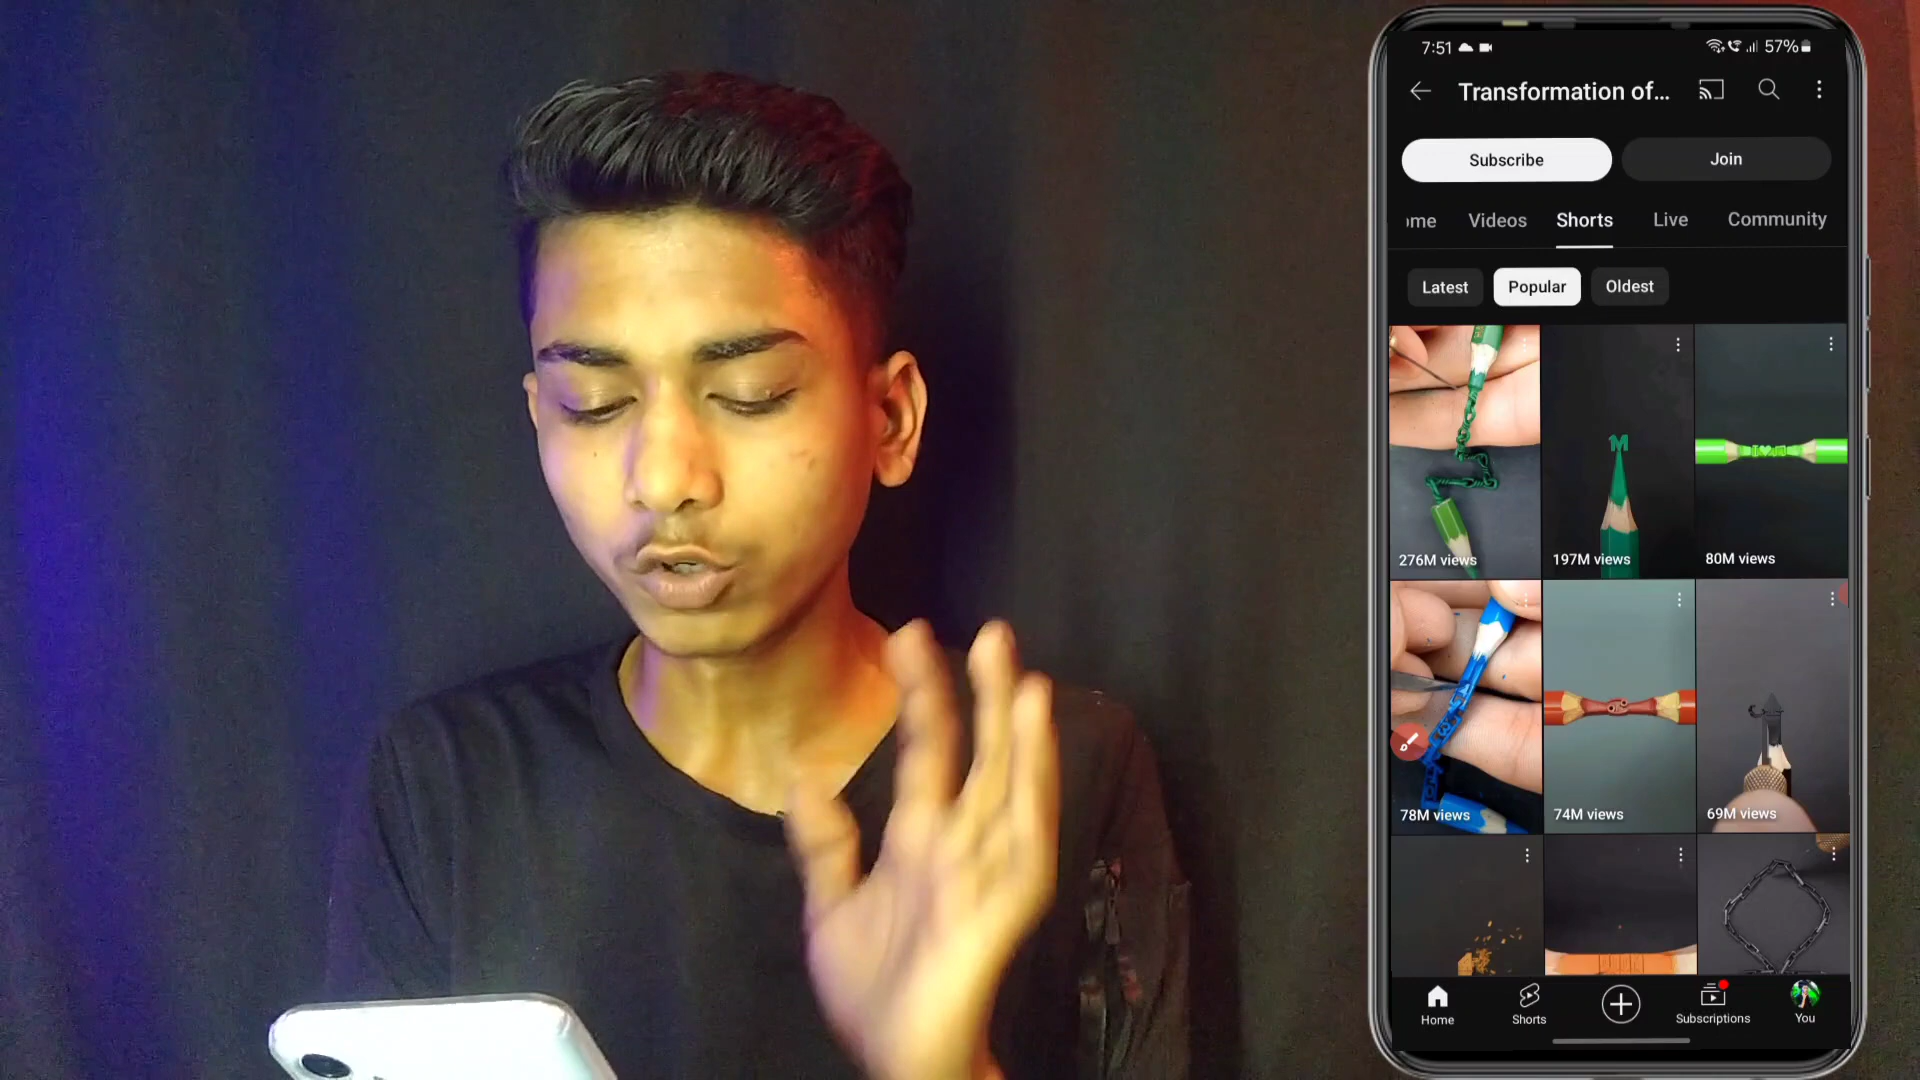 7:51 57%
Transformation of...
Subscribe Join
ome Videos Shorts Live Community
Latest Popular Oldest
M
276M views 197M views 80M views
78M views 74M views 69M views
Home Shorts Subscriptions You